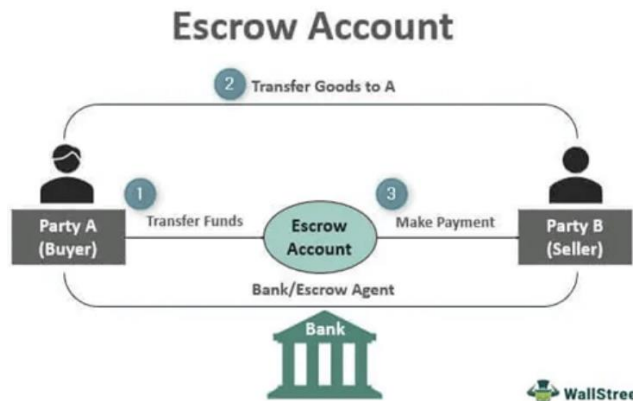 Escrow Account
2 Transfer Goods to A
1
3
Party A
(Buyer)
Transfer Funds
Escrow
Account
Make Payment
Party B
(Seller)
Bank/Escrow Agent
Bank
WallStree